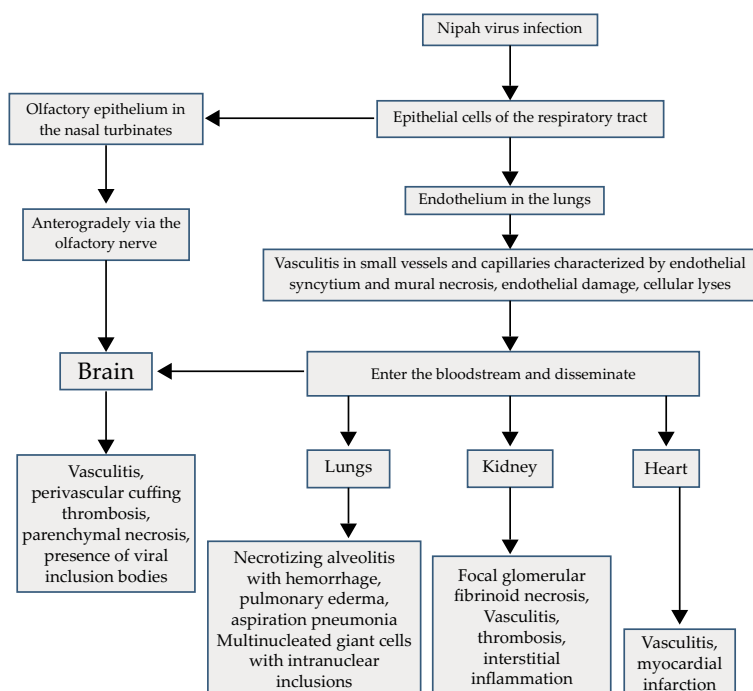 Nipah virus infection
Olfactory epithelium in
the nasal turbinates
Epithelial cells of the respiratory tract
Endothelium in the lungs
Anterogradely via the
olfactory nerve
Vasculitis in small vessels and capillaries characterized by endothelial
syncytium and mural necrosis, endothelial damage, cellular lyses
Brain
Enter the bloodstream and disseminate
Vasculitis,
perivascular cuffing
thrombosis,
parenchymal necrosis,
presence of viral
inclusion bodies
Lungs
Kidney
Heart
Necrotizing alveolitis
with hemorrhage,
pulmonary ederma,
aspiration pneumonia
Multinucleated giant cells
with intranuclear
inclusions
Focal glomerular
fibrinoid necrosis,
Vasculitis,
thrombosis,
interstitial
inflammation
Vasculitis,
myocardial
infarction